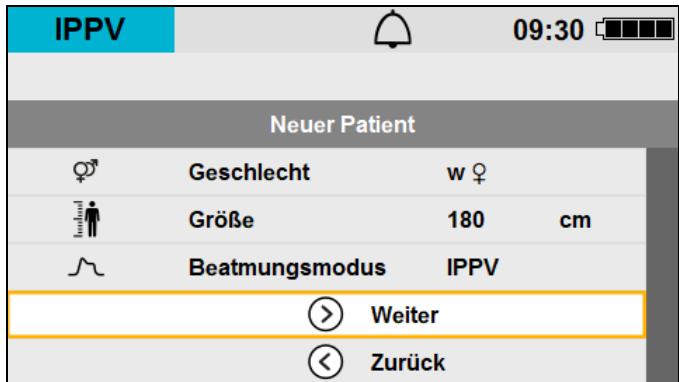 IPPV 09:30
Neuer Patient
Geschlecht w ♀
Größe 180 cm
Beatmungsmodus IPPV
Weiter
Zurück